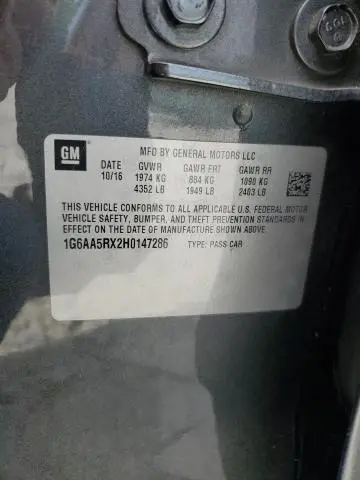 GM
MFD BY GENERAL MOTORS LLC
DATE GVWR GAWR FRT GAWR RR
10/16 1974 KG 884 KG 1090 KG
4352 LB 1949 LB 2403 LB
THIS VEHICLE CONFORMS TO ALL APPLICABLE U.S. FEDERAL MOTOR
VEHICLE SAFETY, BUMPER, AND THEFT PREVENTION STANDARDS IN
EFFECT ON THE DATE OF MANUFACTURE SHOWN ABOVE.
1G6AA5RX2H0147286 TYPE: PASS CAR